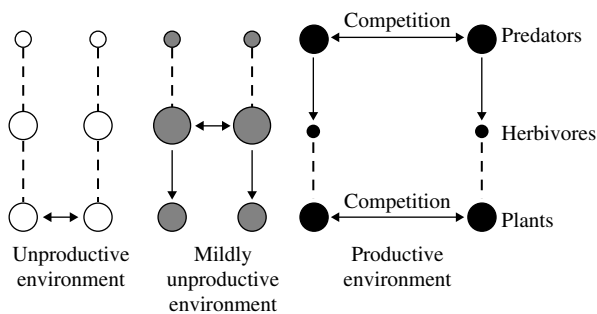 Competition
Predators
Herbivores
Competition
Plants
Unproductive
environment
Mildly
unproductive
environment
Productive
environment